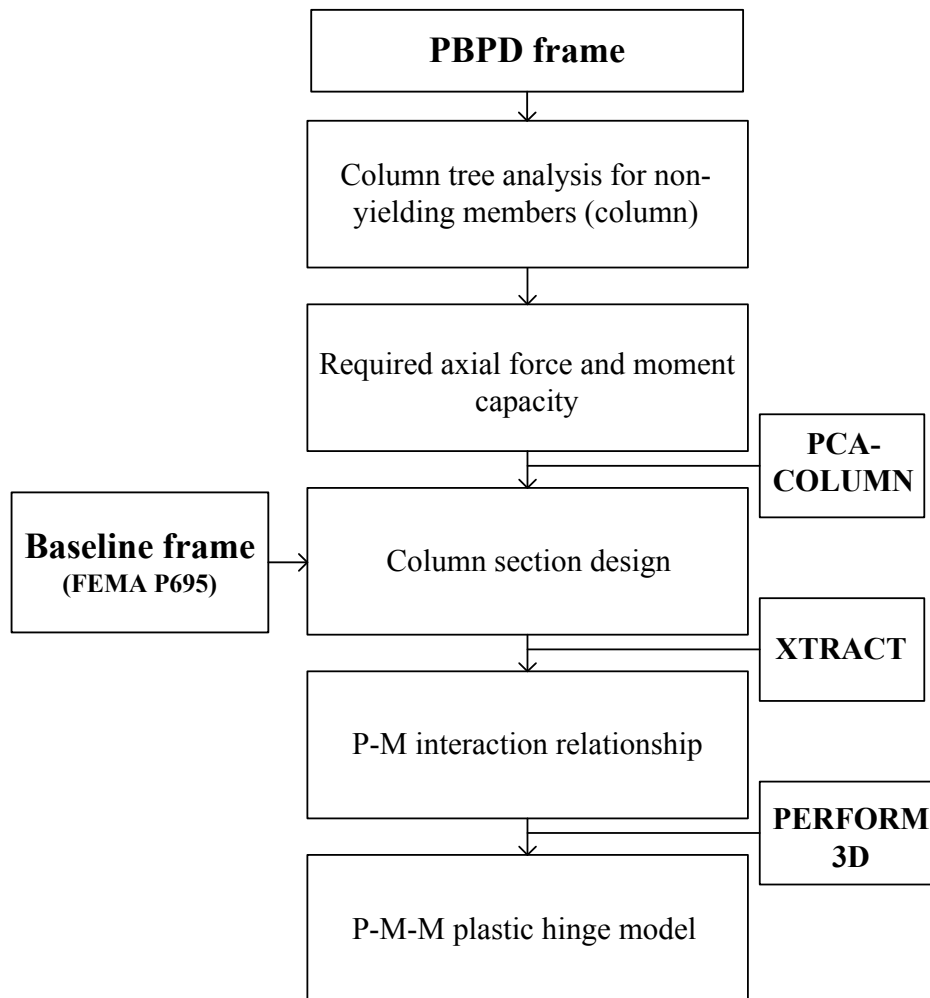 PBPD frame
Column tree analysis for non-
yielding members (column)
Required axial force and moment
capacity
PCA-
COLUMN
Baseline frame
(FEMA P695)
Column section design
XTRACT
P-M interaction relationship
PERFORM
3D
P-M-M plastic hinge model